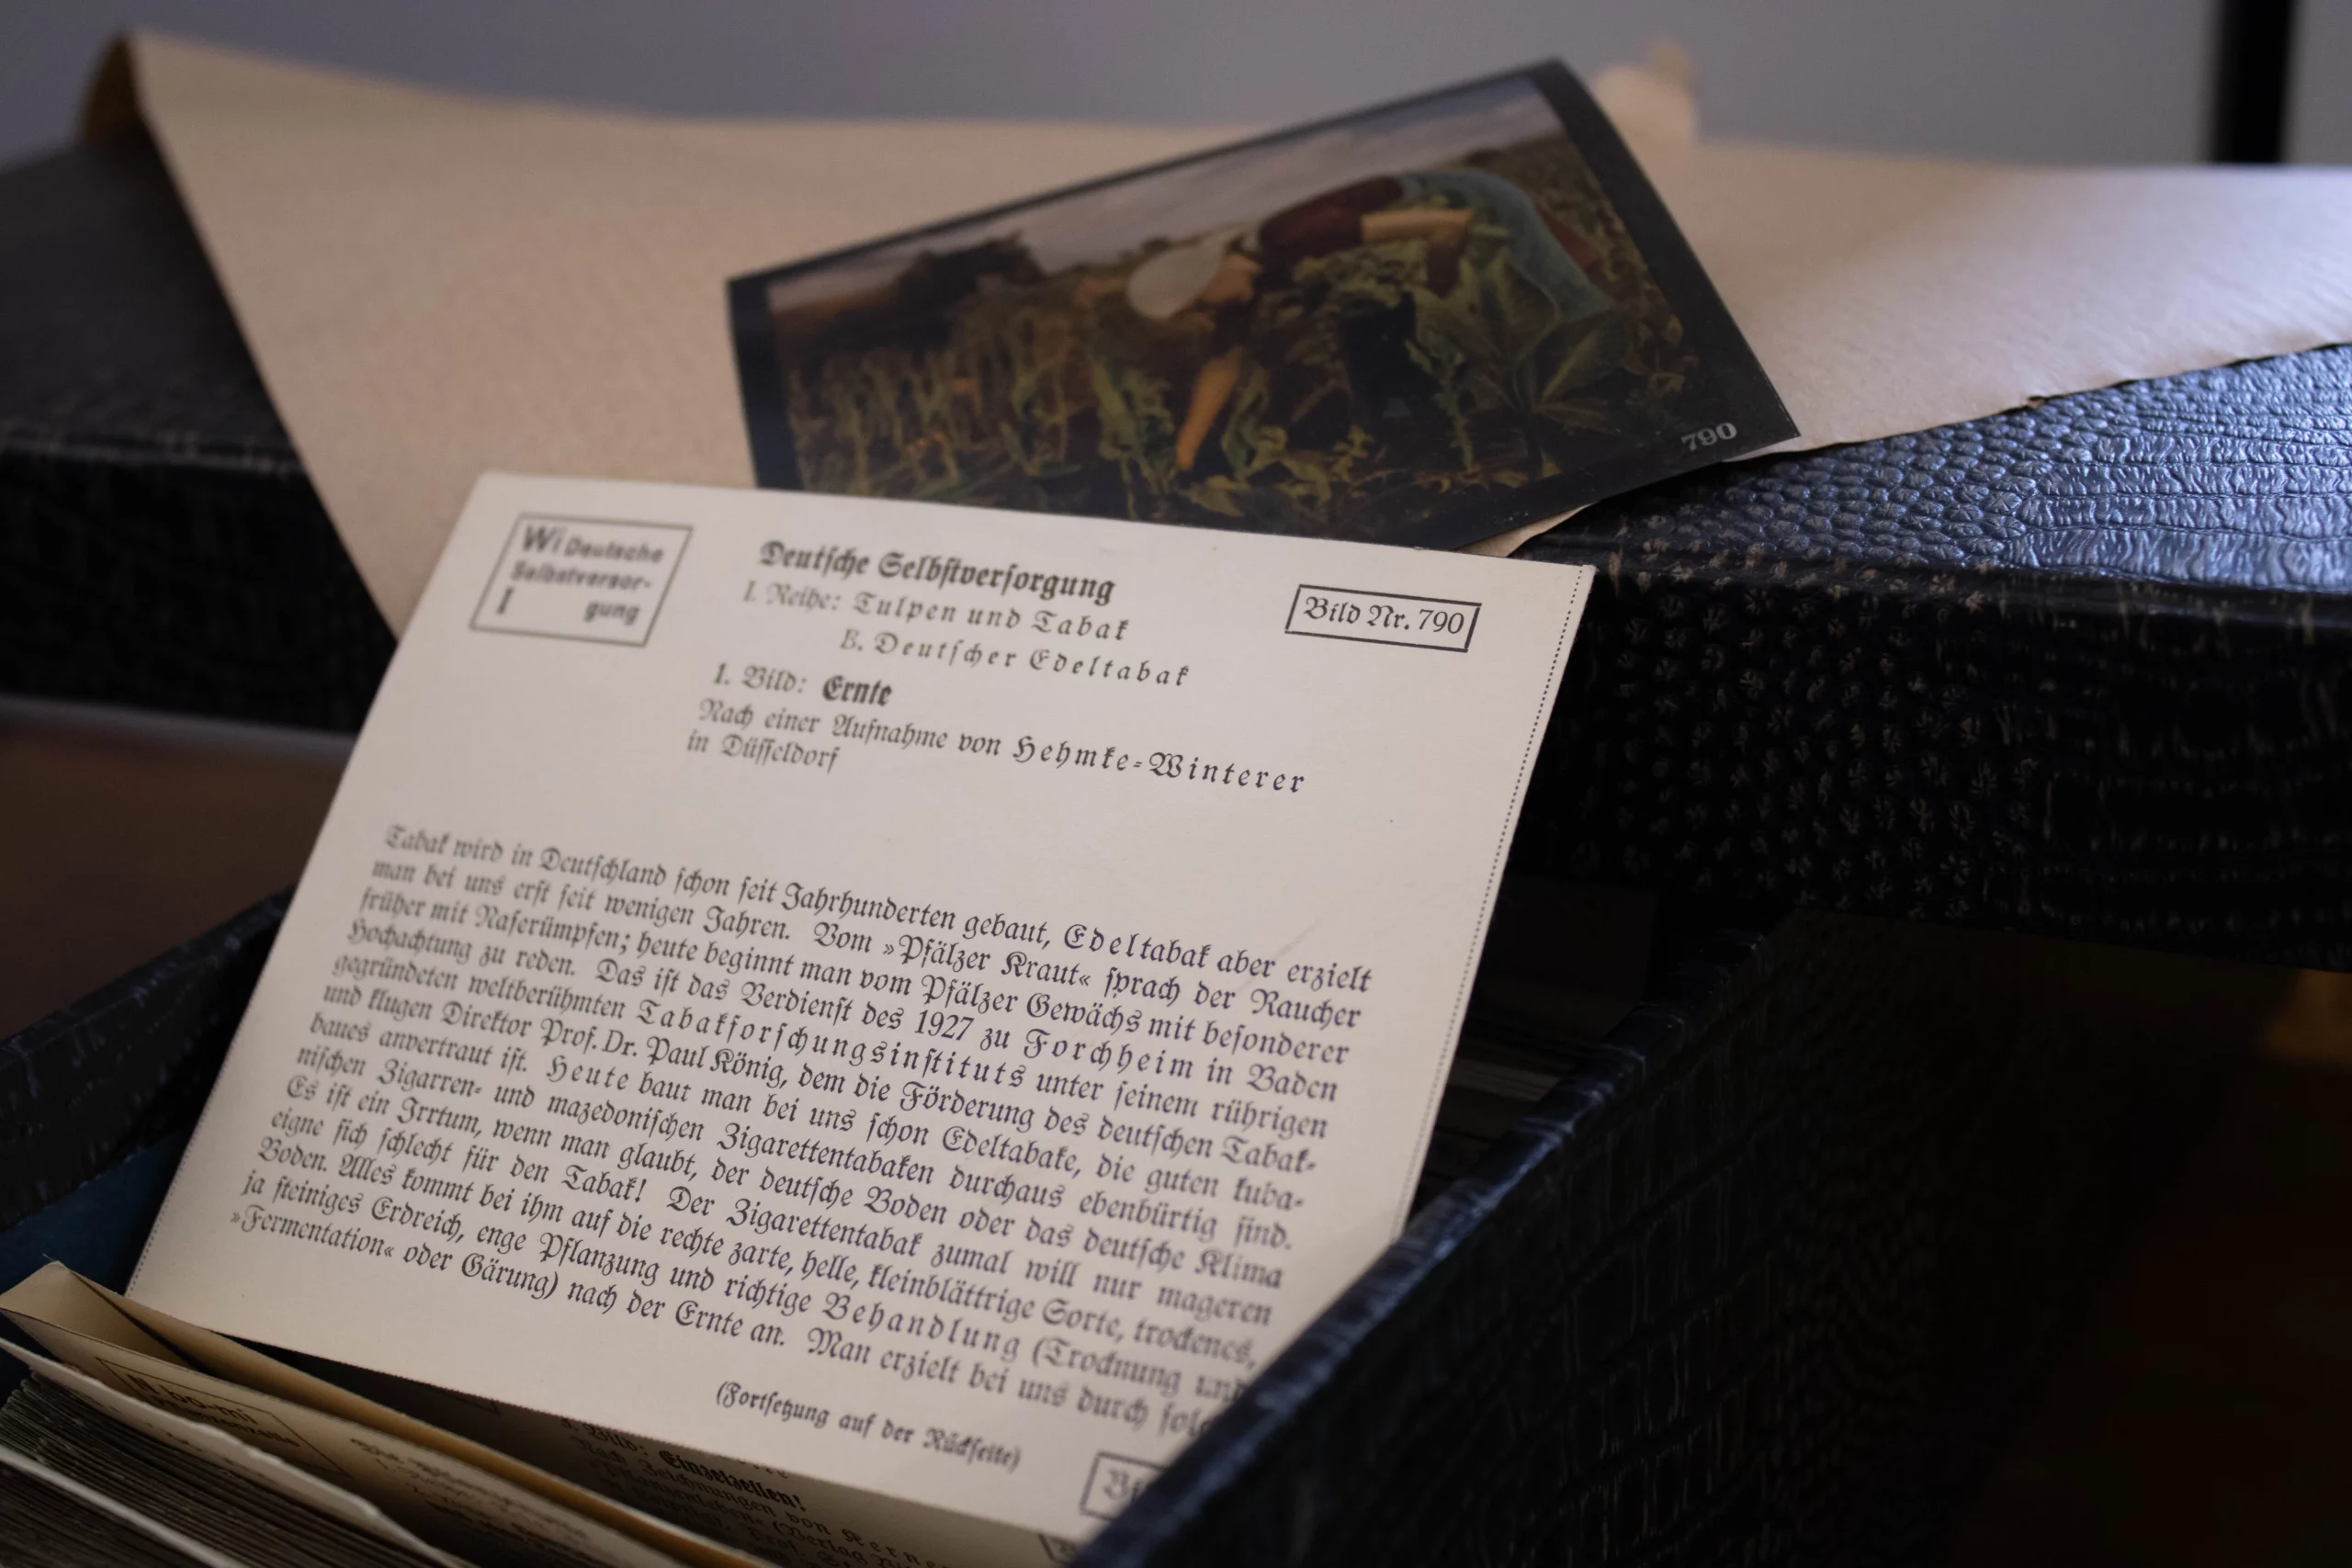 790
Wi Deutsche
Selbstversor-
I gung
Deutsche Selbstversorgung
I. Reihe: Tulpen und Tabak
B. Deutscher Edeltabak
Bild Nr. 790
1. Bild: Ernte
Nach einer Aufnahme von Hehmke-Winterer
in Düsseldorf
Tabak wird in Deutschland schon seit Jahrhunderten gebaut, Edeltabak aber erzielt
man bei uns erst seit wenigen Jahren. Vom »Pfälzer Kraut« sprach der Raucher
früher mit Naserümpfen; heute beginnt man vom Pfälzer Gewächs mit besonderer
Hochachtung zu reden. Das ist das Verdienst des 1927 zu Forchheim in Baden
gegründeten weltberühmten Tabakforschungsinstituts unter seinem rührigen
und klugen Direktor Prof. Dr. Paul König, dem die Förderung des deutschen Tabak-
baues anvertraut ist. Heute baut man bei uns schon Edeltabake, die guten kuba-
nischen Zigarren- und mazedonischen Zigarettentabaken durchaus ebenbürtig sind.
Es ist ein Irrtum, wenn man glaubt, der deutsche Boden oder das deutsche Klima
eigne sich schlecht für den Tabak! Der Zigarettentabak zumal will nur mageren
Boden. Alles kommt bei ihm auf die rechte zarte, helle, kleinblättrige Sorte, trockenes,
ja steiniges Erdreich, enge Pflanzung und richtige Behandlung (Trocknung und
»Fermentation« oder Gärung) nach der Ernte an. Man erzielt bei uns durch
(Fortsetzung auf der Rückseite)
Bild: Einzelzellen!
Nach Zeichnungen von